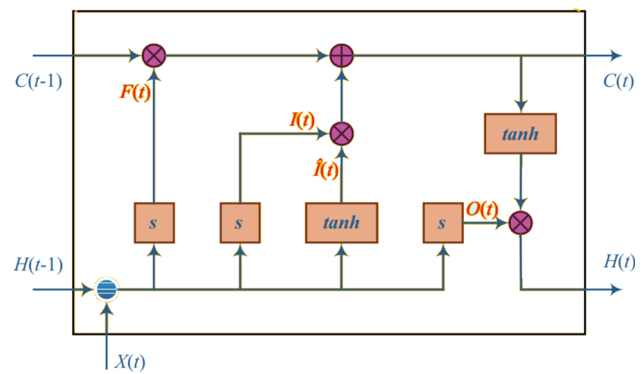 C(t-1)
F(t)
C(t)
I(t)
tanh
Î(t)
s
s
tanh
s
O(t)
H(t-1)
H(t)
X(t)